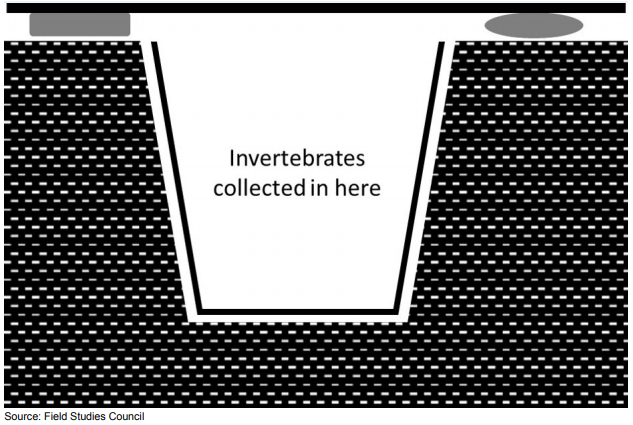 Invertebrates
collected in here
Source: Field Studies Council